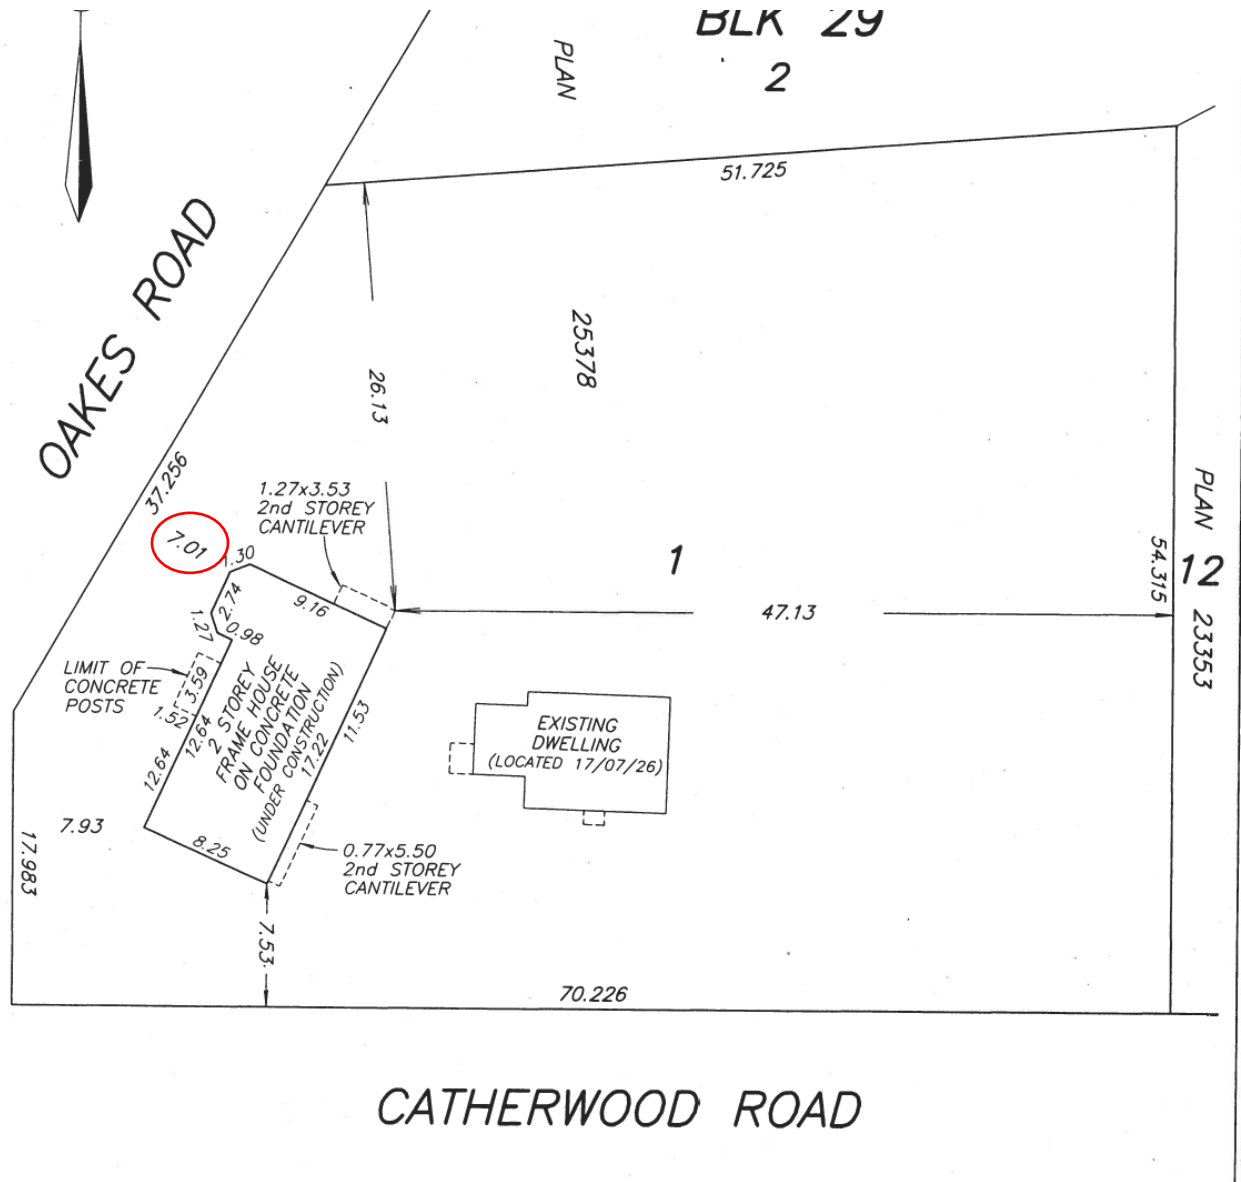 BLK 29
PLAN
2
51.725
OAKES ROAD
26.13
25378
37.256
7.01
1.30
1.27x3.53
2nd STOREY
CANTILEVER
9.16
2.74
1.27
0.98
1
47.13
54.315
PLAN
12
23353
LIMIT OF
CONCRETE
POSTS
3.59
1.52
12.64
12.64
2 STOREY
FRAME HOUSE
ON CONCRETE
FOUNDATION
(UNDER CONSTRUCTION)
17.22
11.53
EXISTING
DWELLING
(LOCATED 17/07/26)
7.93
8.25
17.983
0.77x5.50
2nd STOREY
CANTILEVER
7.53
70.226
CATHERWOOD ROAD